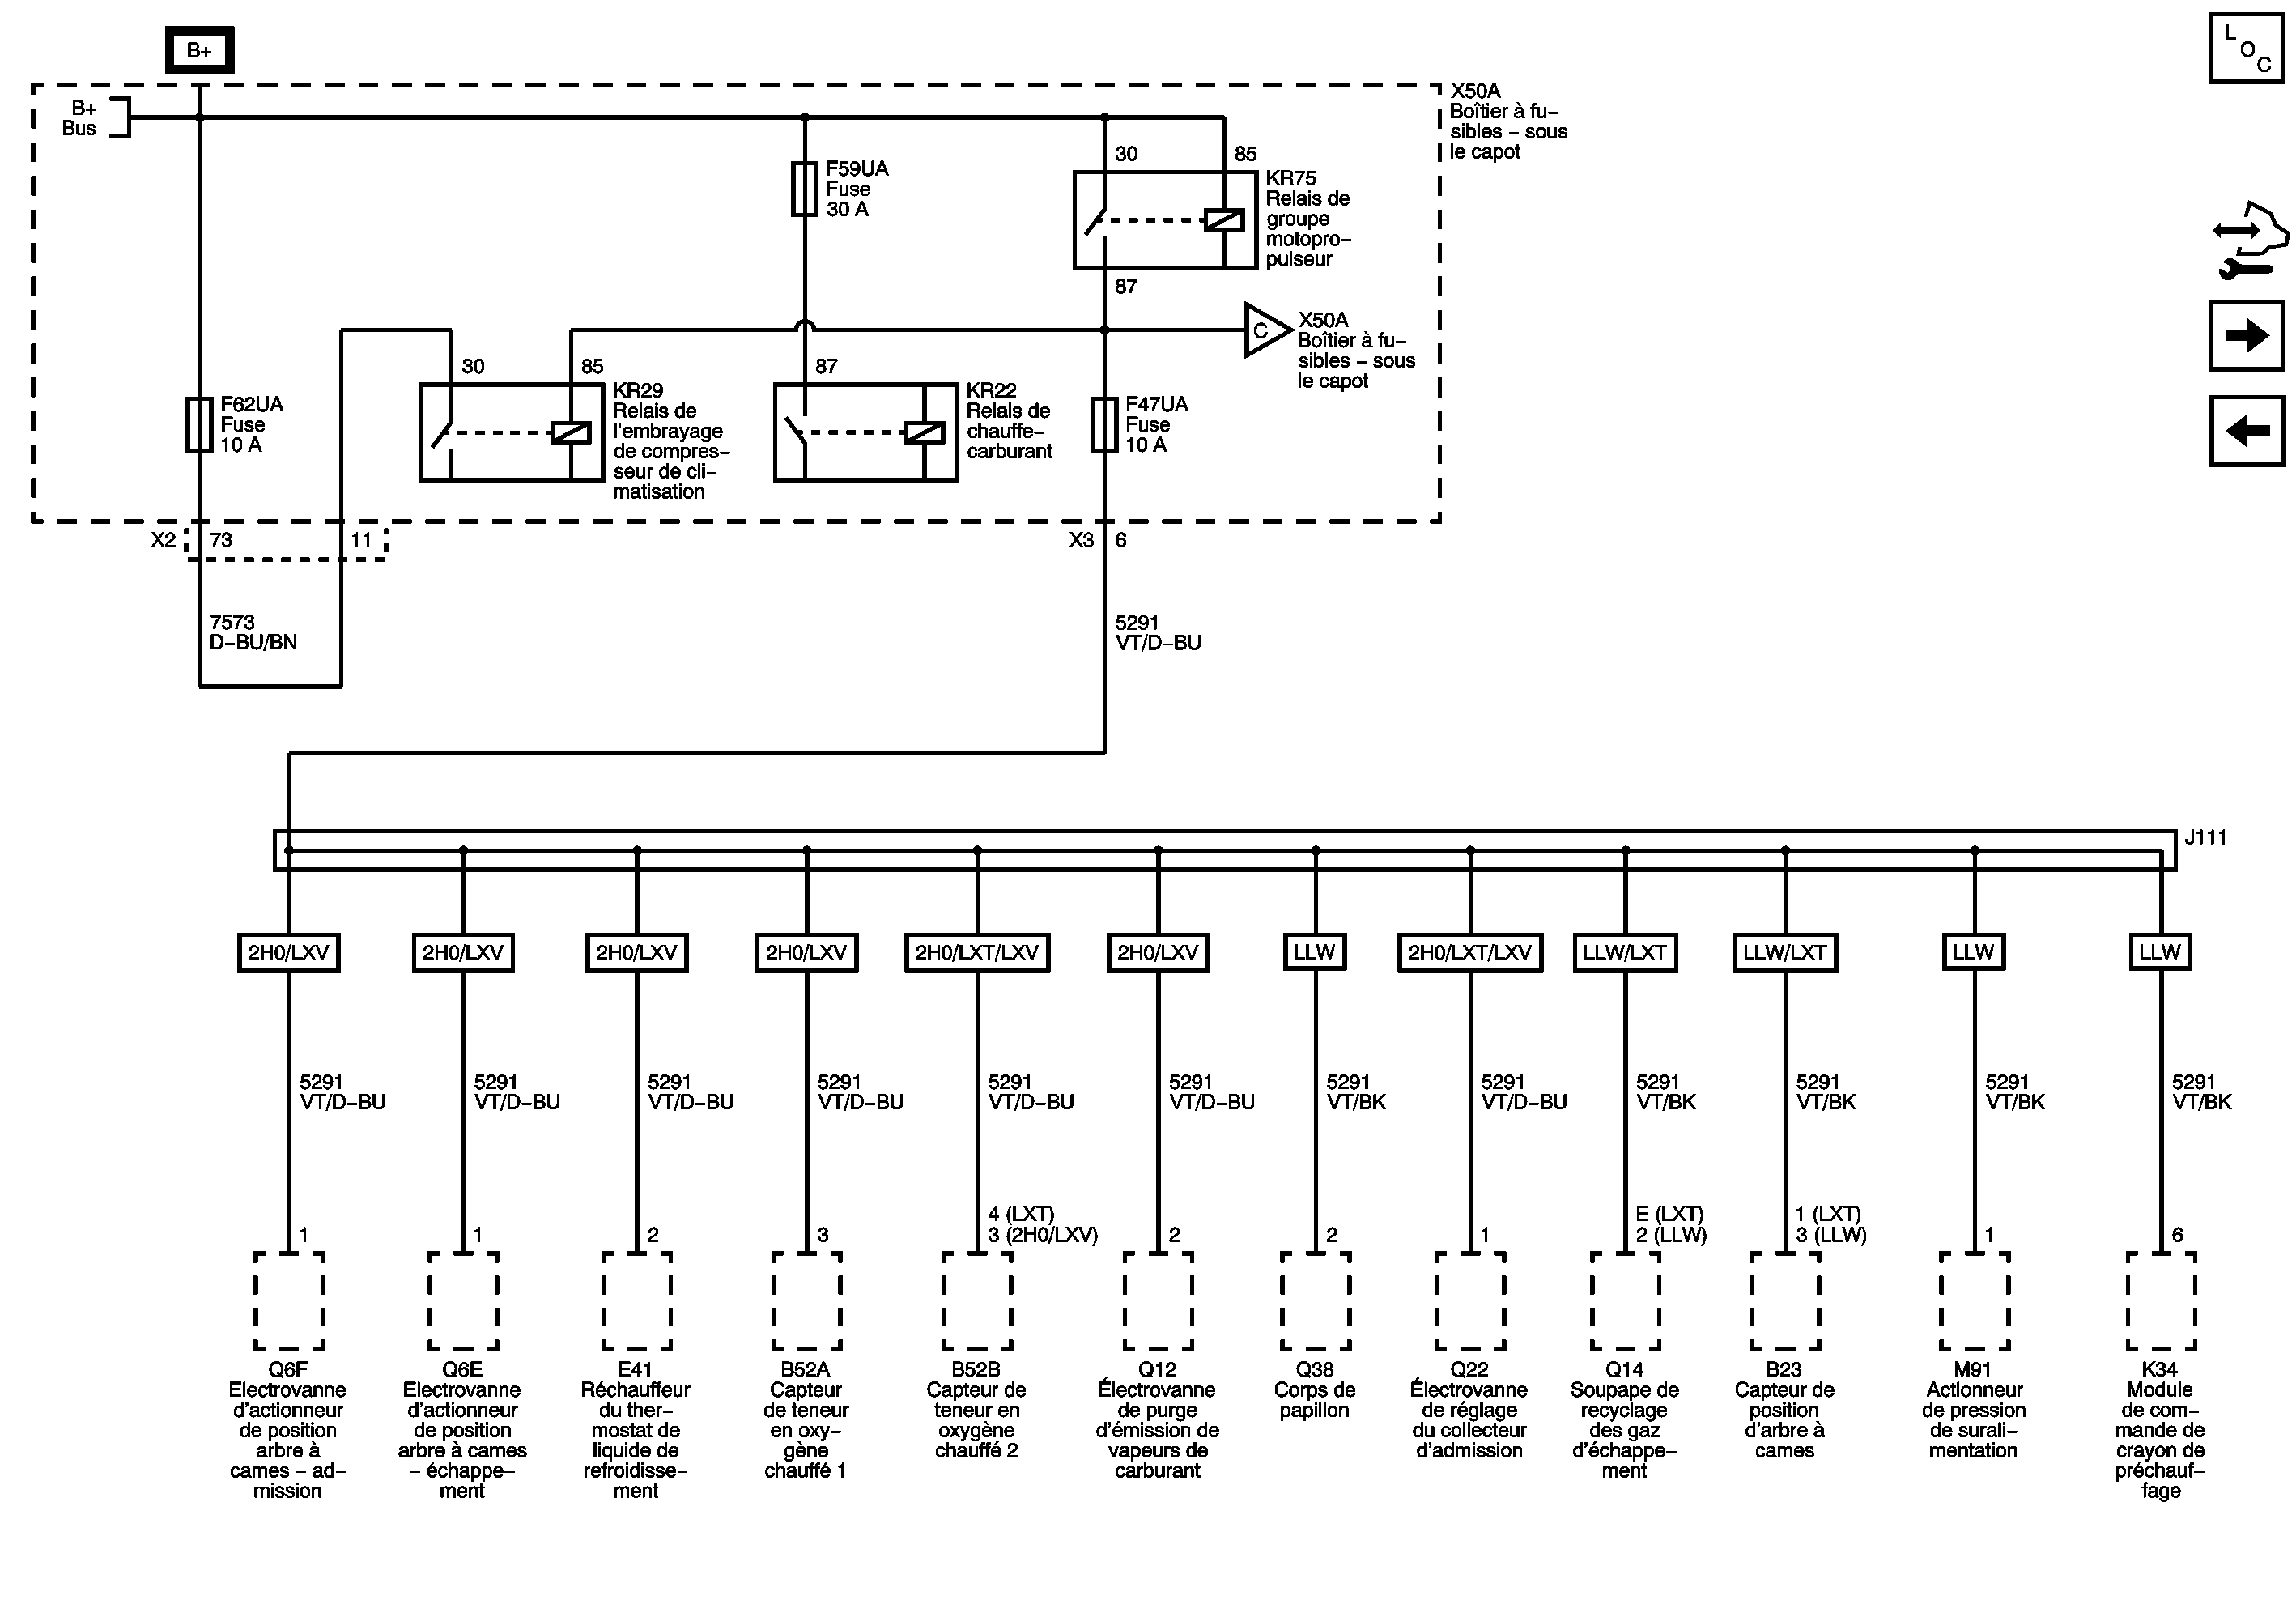 B+
L
O
C
B+
Bus
X50A
Boîtier à fu–
sibles – sous
le capot
F59UA
Fuse
30 A
30
85
KR75
Relais de
groupe
motopro–
pulseur
87
C
X50A
Boîtier à fu–
sibles – sous
le capot
F62UA
Fuse
10 A
30
85
KR29
Relais de
l'embrayage
de compres–
seur de cli–
matisation
87
KR22
Relais de
chauffe–
carburant
F47UA
Fuse
10 A
X2
73
11
X3
6
7573
D–BU/BN
5291
VT/D–BU
J111
2H0/LXV
2H0/LXV
2H0/LXV
2H0/LXV
2H0/LXT/LXV
2H0/LXV
LLW
2H0/LXT/LXV
LLW/LXT
LLW/LXT
LLW
LLW
5291
VT/D–BU
5291
VT/D–BU
5291
VT/D–BU
5291
VT/D–BU
5291
VT/D–BU
5291
VT/D–BU
5291
VT/BK
5291
VT/D–BU
5291
VT/BK
5291
VT/BK
5291
VT/BK
5291
VT/BK
1
1
2
3
4 (LXT)
3 (2H0/LXV)
2
2
1
E (LXT)
2 (LLW)
1 (LXT)
3 (LLW)
1
6
Q6F
Electrovanne
d'actionneur
de position
arbre à
cames – ad–
mission
Q6E
Electrovanne
d'actionneur
de position
arbre à cames
– échappe–
ment
E41
Réchauffeur
du ther–
mostat de
liquide de
refroidisse–
ment
B52A
Capteur
de teneur
en oxy–
gène
chauffé 1
B52B
Capteur de
teneur en
oxygène
chauffé 2
Q12
Électrovanne
de purge
d'émission de
vapeurs de
carburant
Q38
Corps de
papillon
Q22
Électrovanne
de réglage
du collecteur
d'admission
Q14
Soupape de
recyclage
des gaz
d'échappe–
ment
B23
Capteur de
position
d'arbre à
cames
M91
Actionneur
de pression
de surali–
mentation
K34
Module
de com–
mande de
crayon de
préchauf–
fage